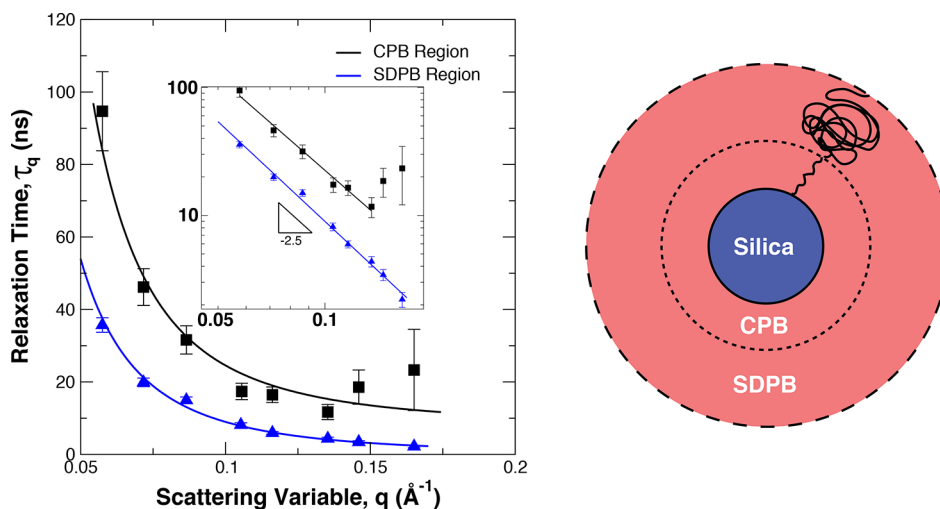 120
100
80
60
40
20
0
0.05
0.1
0.15
0.2
Relaxation Time, τq (ns)
Scattering Variable, q (Å-1)
CPB Region
SDPB Region
100
10
0.05
0.1
-2.5
Silica
CPB
SDPB